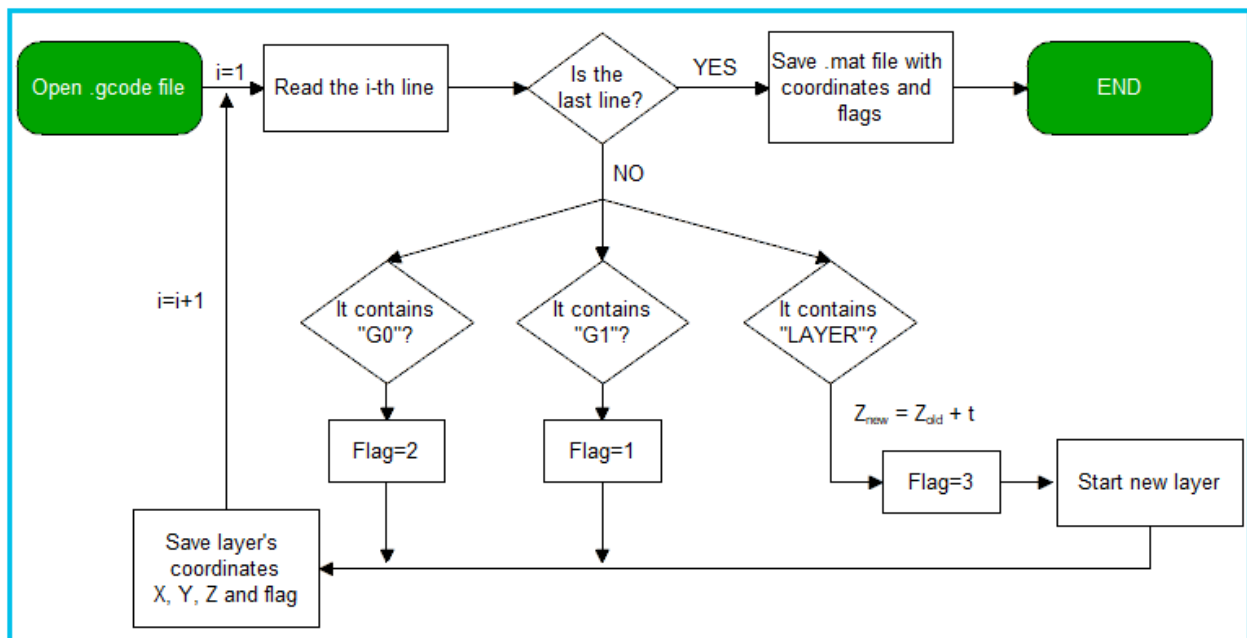 Open .gcode file
i=1
Read the i-th line
Is the
last line?
YES
Save .mat file with
coordinates and
flags
END
NO
i=i+1
It contains
"G0"?
It contains
"G1"?
It contains
"LAYER"?
Znew = Zold + t
Flag=2
Flag=1
Flag=3
Start new layer
Save layer's
coordinates
X, Y, Z and flag